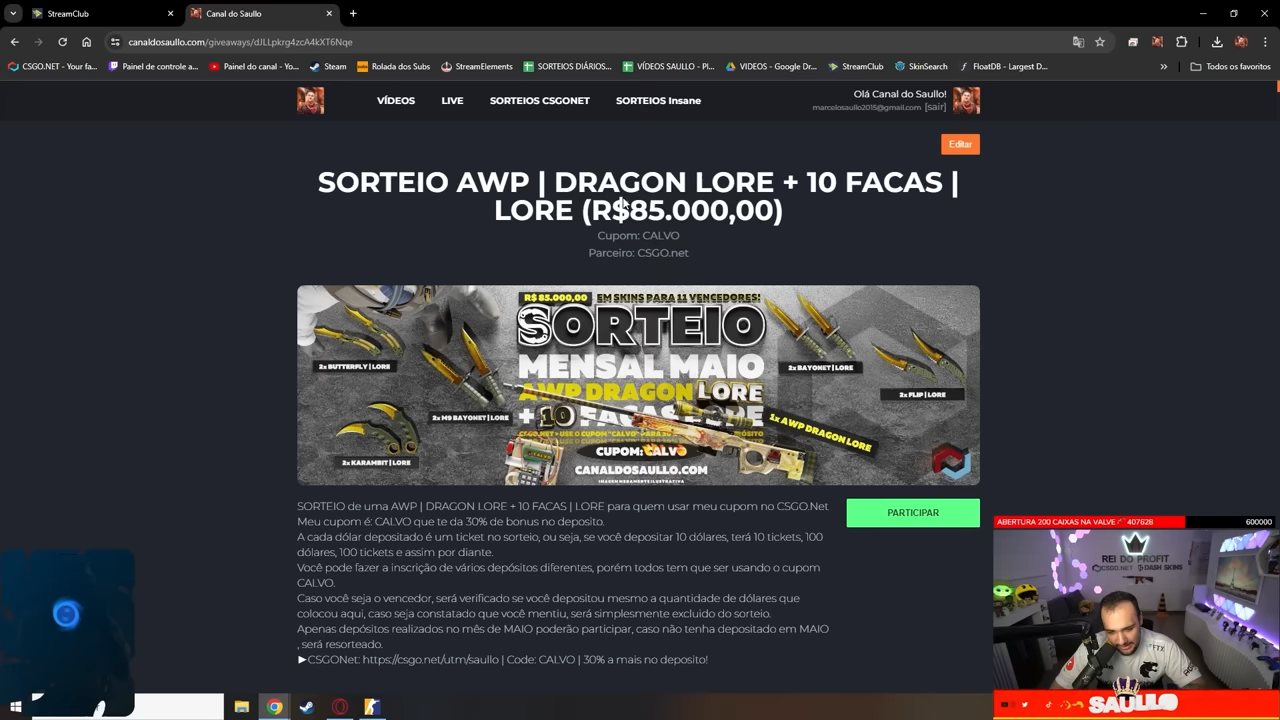 StreamClub
Canal do Saullo
canaldosaullo.com/giveaways/dJLLpkrg4zcA4kXT6Nqe
CSGO.NET - Your fa...
Painel de controle a...
Painel do canal - Yo...
Steam
Rolada dos Subs
StreamElements
SORTEIOS DIÁRIOS...
VÍDEOS SAULLO - Pl...
VIDEOS - Google Dr...
StreamClub
SkinSearch
FloatDB - Largest D...
Todos os favoritos
VÍDEOS
LIVE
SORTEIOS CSGONET
SORTEIOS Insane
Olá Canal do Saullo!
marcelosaullo2015@gmail.com [sair]
Editar
SORTEIO AWP | DRAGON LORE + 10 FACAS |
LORE (R$85.000,00)
Cupom: CALVO
Parceiro: CSGO.net
R$ 85.000,00 EM SKINS PARA 11 VENCEDORES!
SORTEIO
MENSAL MAIO
AWP DRAGON LORE
+ 10 FACAS LORE
CUPOM: CALVO
CANALDOSAULLO.COM
IMAGEM MERAMENTE ILUSTRATIVA
2x BUTTERFLY | LORE
2x M9 BAYONET | LORE
2x KARAMBIT | LORE
2x BAYONET | LORE
2x FLIP | LORE
1x AWP DRAGON LORE
SORTEIO de uma AWP | DRAGON LORE + 10 FACAS | LORE para quem usar meu cupom no CSGO.Net
Meu cupom é: CALVO que te da 30% de bonus no deposito.
A cada dólar depositado é um ticket no sorteio, ou seja, se você depositar 10 dólares, terá 10 tickets, 100
dólares, 100 tickets e assim por diante.
Você pode fazer a inscrição de vários depósitos diferentes, porém todos tem que ser usando o cupom
CALVO.
Caso você seja o vencedor, será verificado se você depositou mesmo a quantidade de dólares que
colocou aqui, caso seja constatado que você mentiu, será simplesmente excluido do sorteio.
Apenas depósitos realizados no mês de MAIO poderão participar, caso não tenha depositado em MAIO
, será resorteado.
►CSGONet: https://csgo.net/utm/saullo | Code: CALVO | 30% a mais no deposito!
PARTICIPAR
ABERTURA 200 CAIXAS NA VALVE
407628
600000
REI DO PROFIT
CSGO.NET
DASH SKINS
SAULLO